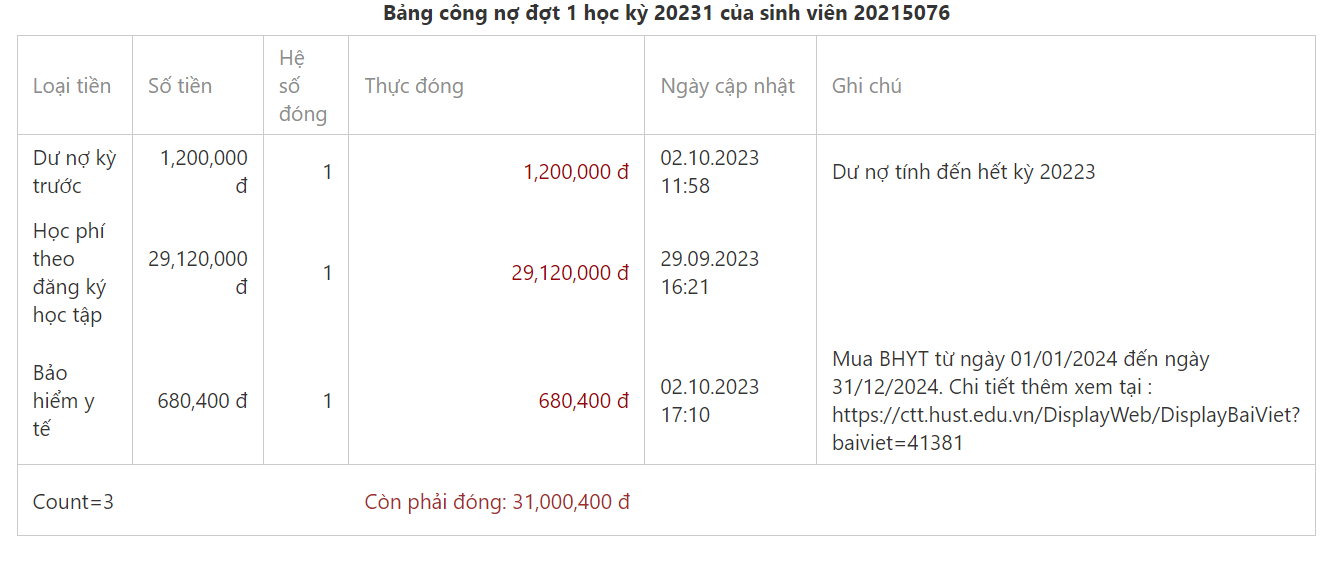 Bảng công nợ đợt 1 học kỳ 20231 của sinh viên 20215076
Loại tiền
Số tiền
Hệ
số
đóng
Thực đóng
Ngày cập nhật
Ghi chú
Dư nợ kỳ
trước
1,200,000
đ
1
1,200,000 đ
02.10.2023
11:58
Dư nợ tính đến hết kỳ 20223
Học phí
theo
đăng ký
học tập
29,120,000
đ
1
29,120,000 đ
29.09.2023
16:21
Bảo
hiểm y
tế
680,400 đ
1
680,400 đ
02.10.2023
17:10
Mua BHYT từ ngày 01/01/2024 đến ngày
31/12/2024. Chi tiết thêm xem tại :
https://ctt.hust.edu.vn/DisplayWeb/DisplayBaiViet?
baiviet=41381
Count=3
Còn phải đóng: 31,000,400 đ